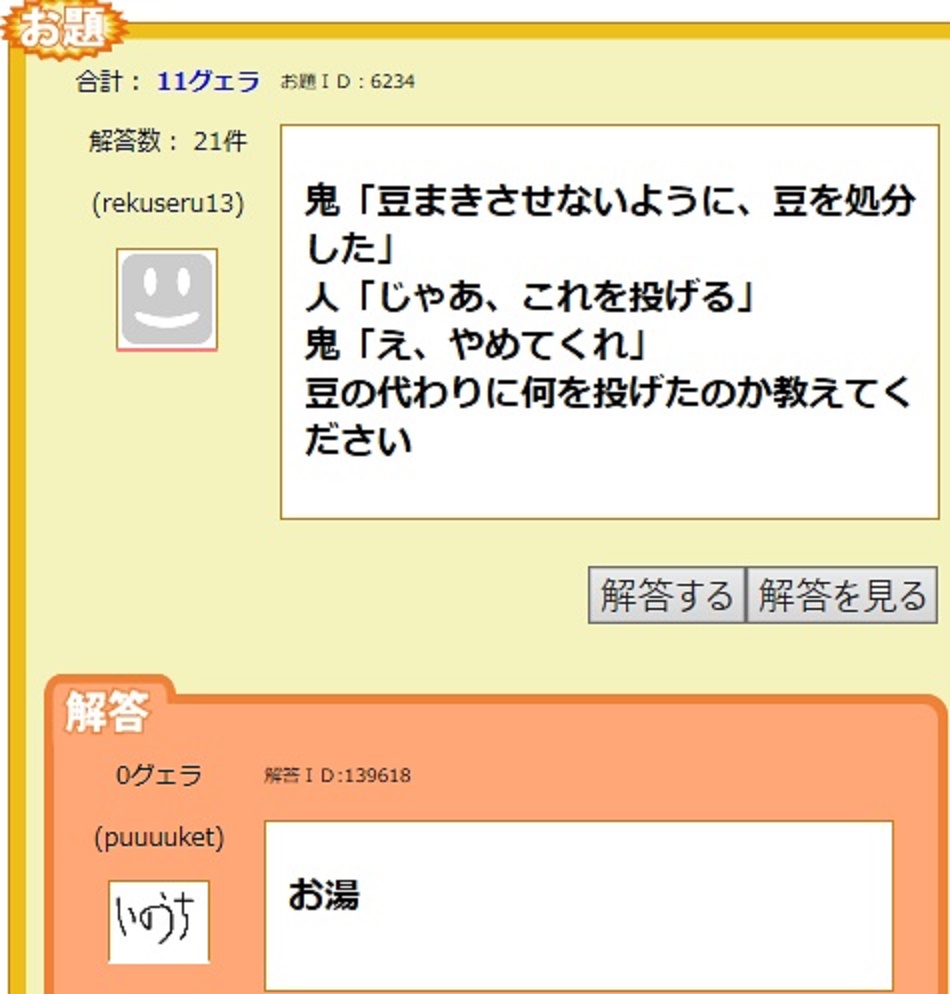 お題
合計： 11グェラ お題ＩＤ：6234
解答数： 21件
(rekuseru13)
鬼「豆まきさせないように、豆を処分
した」
人「じゃあ、これを投げる」
鬼「え、やめてくれ」
豆の代わりに何を投げたのか教えてく
ださい
解答する 解答を見る
解答
0グェラ 解答ＩＤ:139618
(puuuuket)
いのうち
お湯